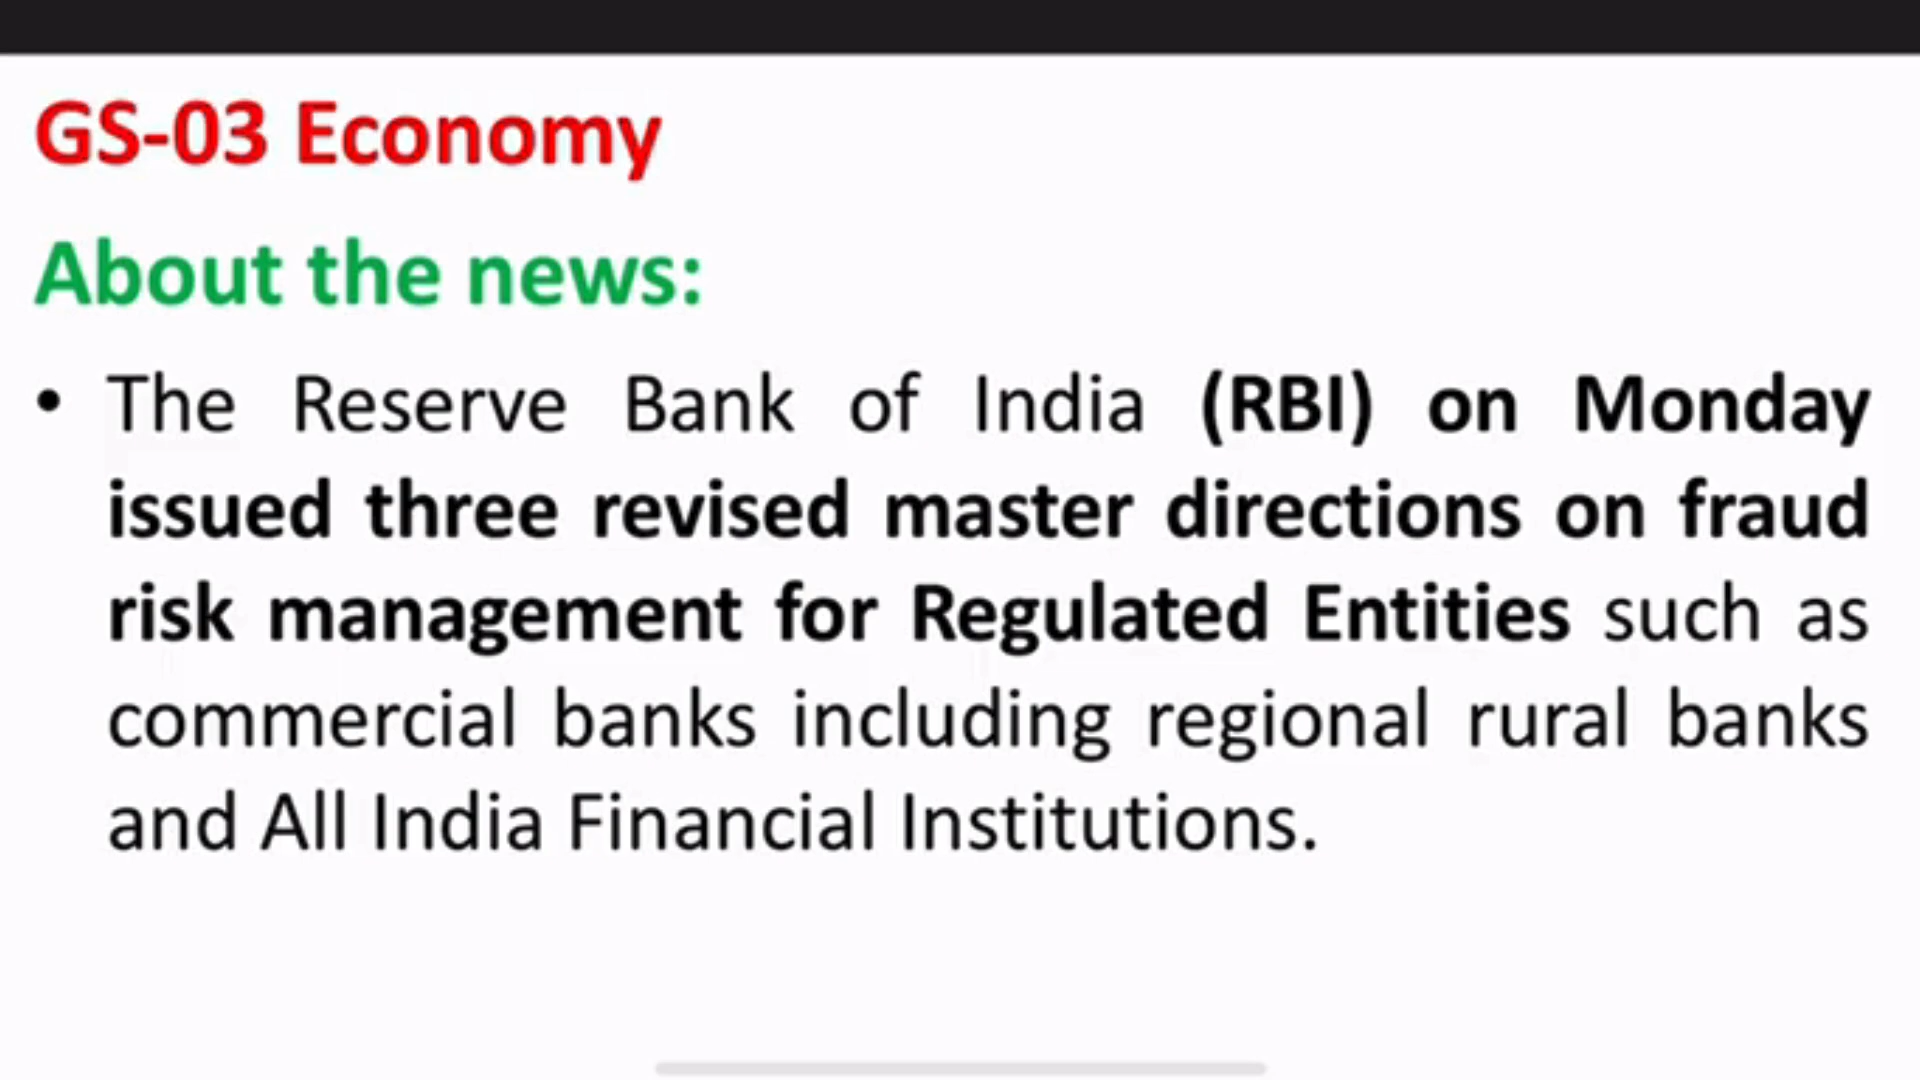 GS-03 Economy
About the news:
• The Reserve Bank of India (RBI) on Monday
issued three revised master directions on fraud
risk management for Regulated Entities such as
commercial banks including regional rural banks
and All India Financial Institutions.